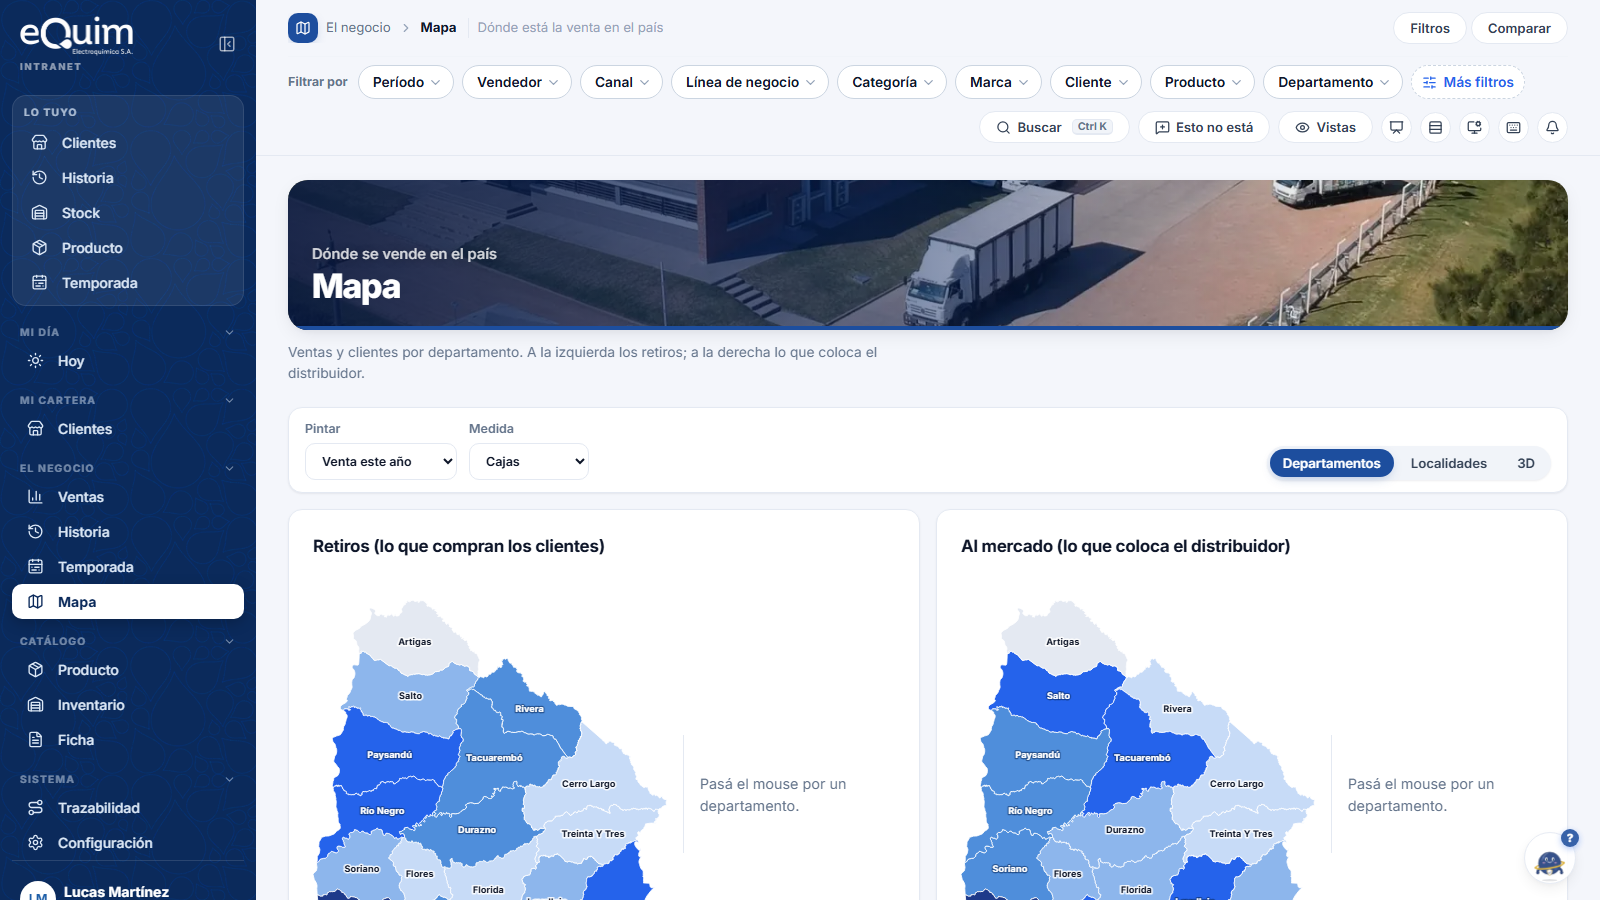 eQuim
Electroquímica S.A.
INTRANET
LO TUYO
Clientes
Historia
Stock
Producto
Temporada
MI DÍA
Hoy
MI CARTERA
Clientes
EL NEGOCIO
Ventas
Historia
Temporada
Mapa
CATÁLOGO
Producto
Inventario
Ficha
SISTEMA
Trazabilidad
Configuración
LM
Lucas Martínez
El negocio
Mapa
Dónde está la venta en el país
Filtros
Comparar
Filtrar por
Período
Vendedor
Canal
Línea de negocio
Categoría
Marca
Cliente
Producto
Departamento
Más filtros
Buscar
Ctrl K
Esto no está
Vistas
Dónde se vende en el país
Mapa
Ventas y clientes por departamento. A la izquierda los retiros; a la derecha lo que coloca el
distribuidor.
Pintar
Medida
Venta este año
Cajas
Departamentos
Localidades
3D
Retiros (lo que compran los clientes)
Artigas
Salto
Rivera
Paysandú
Tacuarembó
Cerro Largo
Río Negro
Durazno
Treinta Y Tres
Soriano
Flores
Florida
Pasá el mouse por un
departamento.
Al mercado (lo que coloca el distribuidor)
Artigas
Salto
Rivera
Paysandú
Tacuarembó
Cerro Largo
Río Negro
Durazno
Treinta Y Tres
Soriano
Flores
Florida
Pasá el mouse por un
departamento.
?